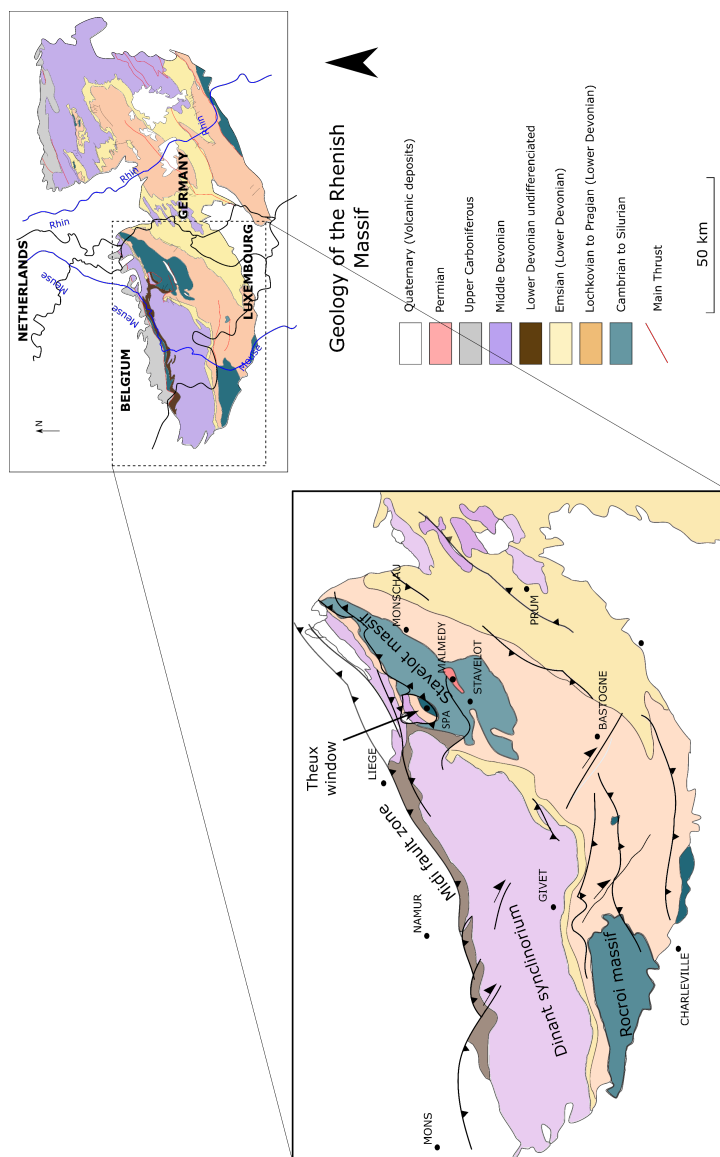 NETHERLANDS
BELGIUM
GERMANY
LUXEMBOURG
Rhin
Rhin
Rhin
Meuse
Meuse
Meuse
N
Geology of the Rhenish
Massif
Quaternary (Volcanic deposits)
Permian
Upper Carboniferous
Middle Devonian
Lower Devonian undifferenciated
Emsian (Lower Devonian)
Lochkovian to Pragian (Lower Devonian)
Cambrian to Silurian
Main Thrust
50 km
Theux
window
LIEGE
Midi fault zone
NAMUR
MONS
Dinant synclinorium
GIVET
Rocroi massif
CHARLEVILLE
BASTOGNE
PRUM
MONSCHAU
Stavelot massif
MALMEDY
STAVELOT
SPA